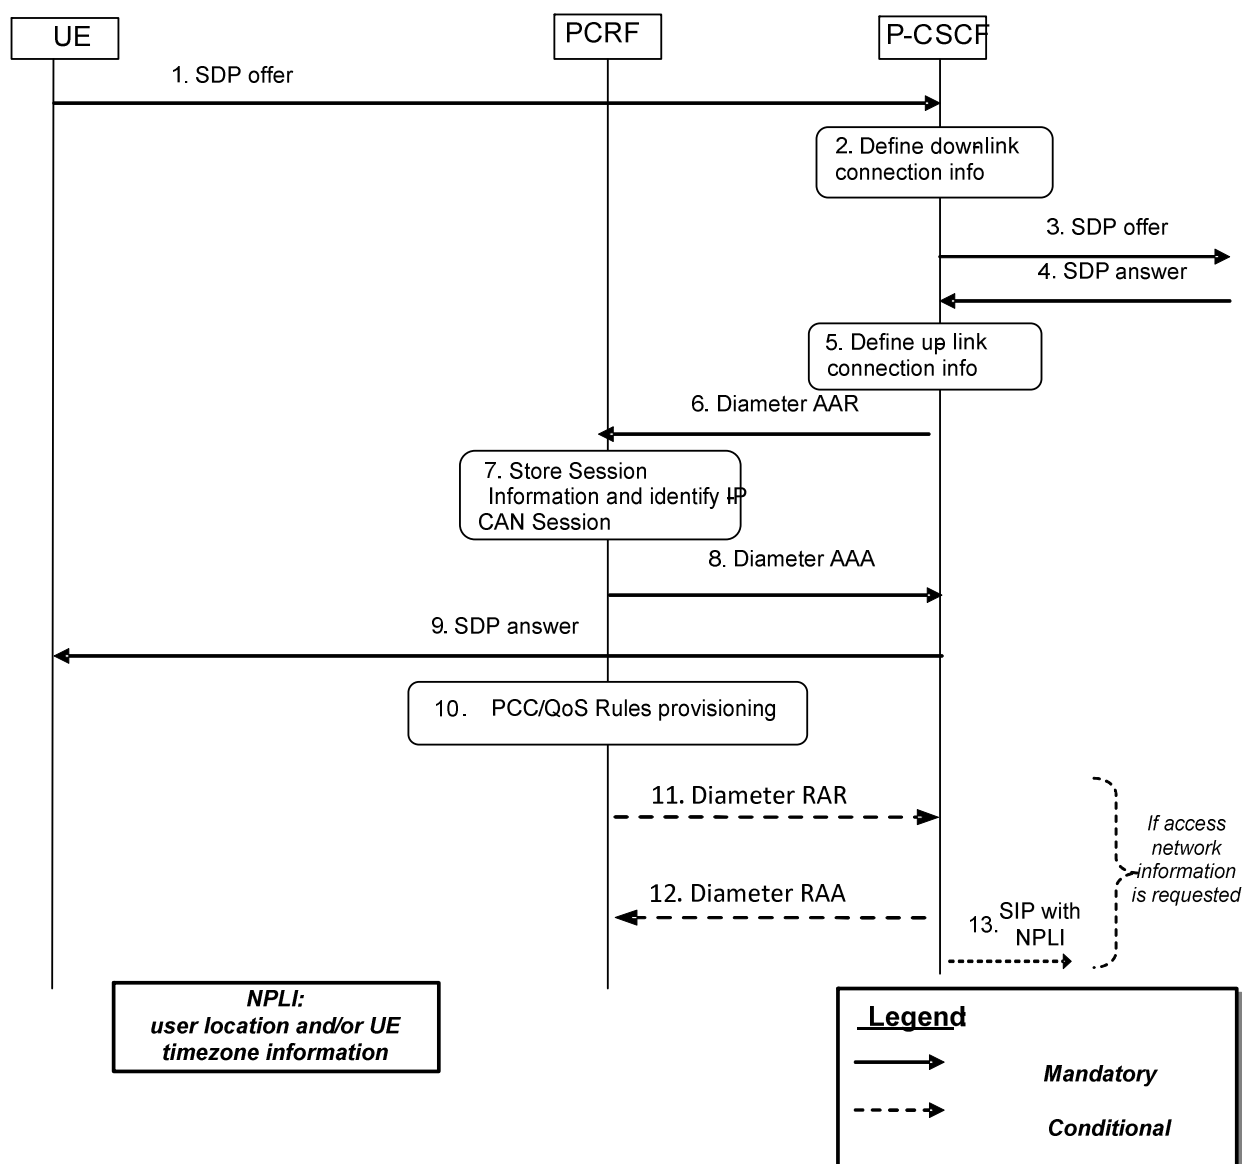 UE
PCRF
P-CSCF
1. SDP offer
2. Define downlink
connection info
3. SDP offer
4. SDP answer
5. Define up link
connection info
6. Diameter AAR
7. Store Session
Information and identify IP-
CAN Session
8. Diameter AAA
9. SDP answer
10. PCC/QoS Rules provisioning
11. Diameter RAR
12. Diameter RAA
13. SIP with
NPLI
If access
network
information
is requested
NPLI:
user location and/or UE
timezone information
Legend:
Mandatory
Conditional